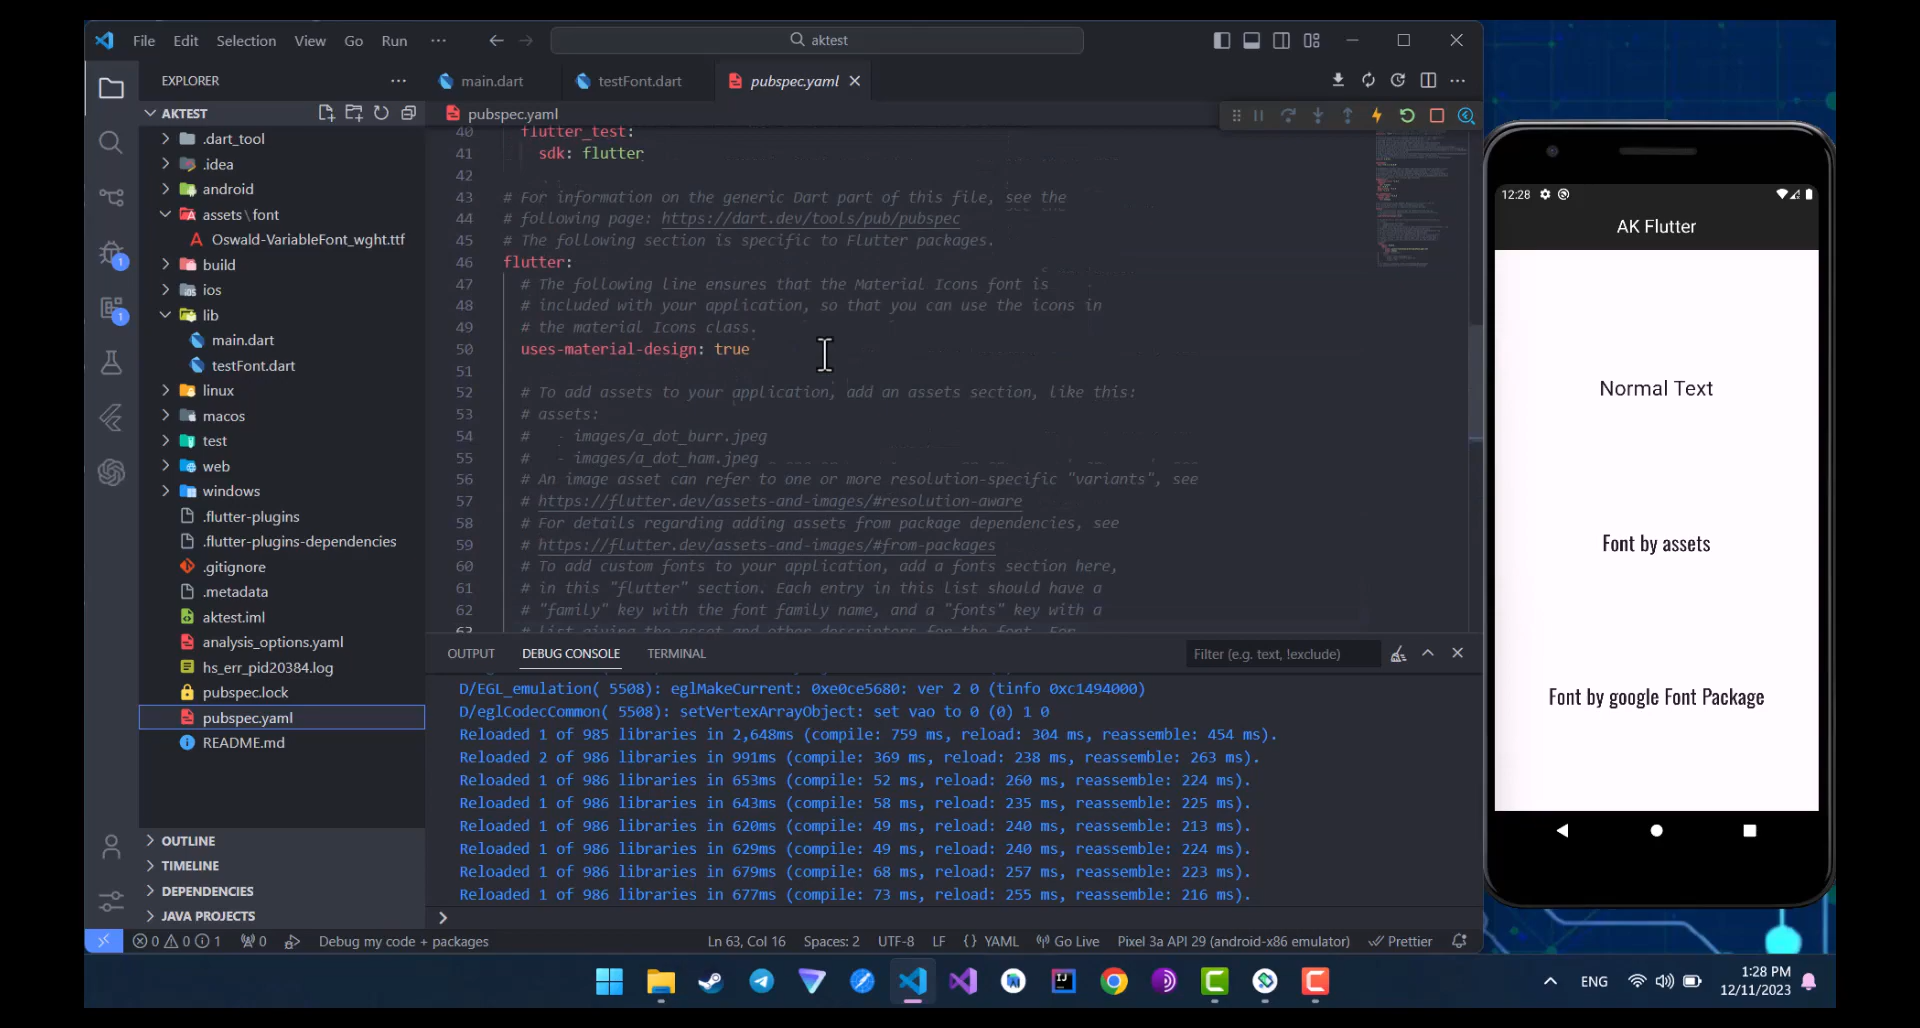 File Edit Selection View Go Run ··· aktest
EXPLORER ···
main.dart testFont.dart pubspec.yaml
AKTEST
pubspec.yaml
.dart_tool
.idea
android
assets\font
Oswald-VariableFont_wght.ttf
build
ios
lib
main.dart
testFont.dart
linux
macos
test
web
windows
.flutter-plugins
.flutter-plugins-dependencies
.gitignore
.metadata
aktest.iml
analysis_options.yaml
hs_err_pid20384.log
pubspec.lock
pubspec.yaml
README.md
OUTLINE
TIMELINE
DEPENDENCIES
JAVA PROJECTS
1
1
40 flutter_test:
41 sdk: flutter
42
43 # For information on the generic Dart part of this file, see the
44 # following page: https://dart.dev/tools/pub/pubspec
45 # The following section is specific to Flutter packages.
46 flutter:
47 # The following line ensures that the Material Icons font is
48 # included with your application, so that you can use the icons in
49 # the material Icons class.
50 uses-material-design: true
51
52 # To add assets to your application, add an assets section, like this:
53 # assets:
54 # - images/a_dot_burr.jpeg
55 # - images/a_dot_ham.jpeg
56 # An image asset can refer to one or more resolution-specific "variants", see
57 # https://flutter.dev/assets-and-images/#resolution-aware
58 # For details regarding adding assets from package dependencies, see
59 # https://flutter.dev/assets-and-images/#from-packages
60 # To add custom fonts to your application, add a fonts section here,
61 # in this "flutter" section. Each entry in this list should have a
62 # "family" key with the font family name, and a "fonts" key with a
63 # list giving the asset and other descriptors for the font. For
OUTPUT DEBUG CONSOLE TERMINAL Filter (e.g. text, !exclude)
D/EGL_emulation( 5508): eglMakeCurrent: 0xe0ce5680: ver 2 0 (tinfo 0xc1494000)
D/eglCodecCommon( 5508): setVertexArrayObject: set vao to 0 (0) 1 0
Reloaded 1 of 985 libraries in 2,648ms (compile: 759 ms, reload: 304 ms, reassemble: 454 ms).
Reloaded 2 of 986 libraries in 991ms (compile: 369 ms, reload: 238 ms, reassemble: 263 ms).
Reloaded 1 of 986 libraries in 653ms (compile: 52 ms, reload: 260 ms, reassemble: 224 ms).
Reloaded 1 of 986 libraries in 643ms (compile: 58 ms, reload: 235 ms, reassemble: 225 ms).
Reloaded 1 of 986 libraries in 620ms (compile: 49 ms, reload: 240 ms, reassemble: 213 ms).
Reloaded 1 of 986 libraries in 629ms (compile: 49 ms, reload: 240 ms, reassemble: 224 ms).
Reloaded 1 of 986 libraries in 679ms (compile: 68 ms, reload: 257 ms, reassemble: 223 ms).
Reloaded 1 of 986 libraries in 677ms (compile: 73 ms, reload: 255 ms, reassemble: 216 ms).
0 0 1 0 Debug my code + packages Ln 63, Col 16 Spaces: 2 UTF-8 LF {} YAML Go Live Pixel 3a API 29 (android-x86 emulator) Prettier
12:28
AK Flutter
Normal Text
Font by assets
Font by google Font Package
ENG
1:28 PM
12/11/2023